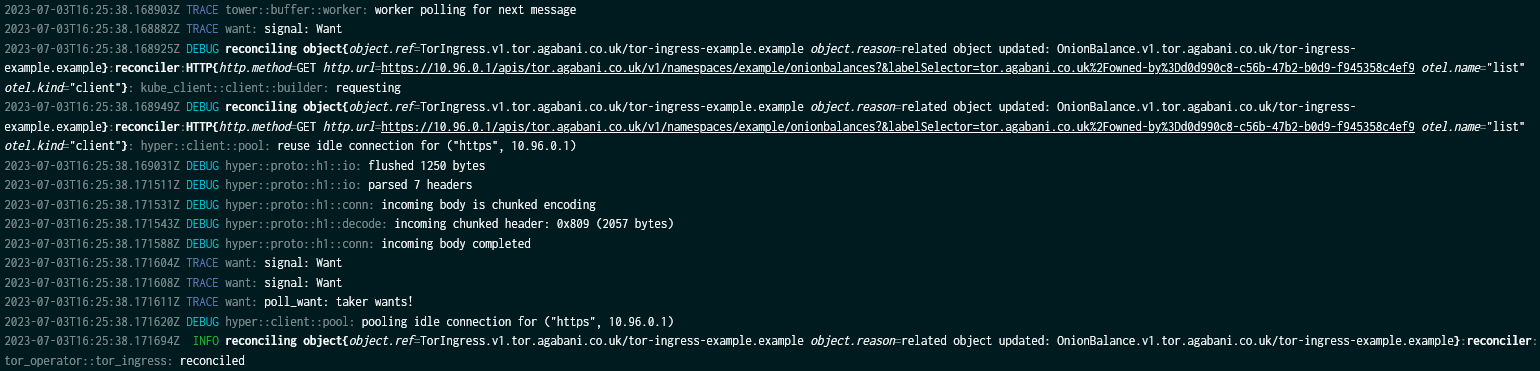 2023-07-03T16:25:38.168903Z TRACE tower::buffer::worker: worker polling for next message
2023-07-03T16:25:38.168882Z TRACE want: signal: Want
2023-07-03T16:25:38.168925Z DEBUG reconciling object{object.ref=TorIngress.v1.tor.agabani.co.uk/tor-ingress-example.example object.reason=related object updated: OnionBalance.v1.tor.agabani.co.uk/tor-ingress-
example.example}:reconciler:HTTP{http.method=GET http.url=https://10.96.0.1/apis/tor.agabani.co.uk/v1/namespaces/example/onionbalances?&labelSelector=tor.agabani.co.uk%2Fowned-by%3Dd0d990c8-c56b-47b2-b0d9-f945358c4ef9 otel.name="list"
otel.kind="client"}: kube_client::client::builder: requesting
2023-07-03T16:25:38.168949Z DEBUG reconciling object{object.ref=TorIngress.v1.tor.agabani.co.uk/tor-ingress-example.example object.reason=related object updated: OnionBalance.v1.tor.agabani.co.uk/tor-ingress-
example.example}:reconciler:HTTP{http.method=GET http.url=https://10.96.0.1/apis/tor.agabani.co.uk/v1/namespaces/example/onionbalances?&labelSelector=tor.agabani.co.uk%2Fowned-by%3Dd0d990c8-c56b-47b2-b0d9-f945358c4ef9 otel.name="list"
otel.kind="client"}: hyper::client::pool: reuse idle connection for ("https", 10.96.0.1)
2023-07-03T16:25:38.169031Z DEBUG hyper::proto::h1::io: flushed 1250 bytes
2023-07-03T16:25:38.171511Z DEBUG hyper::proto::h1::io: parsed 7 headers
2023-07-03T16:25:38.171531Z DEBUG hyper::proto::h1::conn: incoming body is chunked encoding
2023-07-03T16:25:38.171543Z DEBUG hyper::proto::h1::decode: incoming chunked header: 0x809 (2057 bytes)
2023-07-03T16:25:38.171588Z DEBUG hyper::proto::h1::conn: incoming body completed
2023-07-03T16:25:38.171604Z TRACE want: signal: Want
2023-07-03T16:25:38.171608Z TRACE want: signal: Want
2023-07-03T16:25:38.171611Z TRACE want: poll_want: taker wants!
2023-07-03T16:25:38.171620Z DEBUG hyper::client::pool: pooling idle connection for ("https", 10.96.0.1)
2023-07-03T16:25:38.171694Z  INFO reconciling object{object.ref=TorIngress.v1.tor.agabani.co.uk/tor-ingress-example.example object.reason=related object updated: OnionBalance.v1.tor.agabani.co.uk/tor-ingress-example.example}:reconciler:
tor_operator::tor_ingress: reconciled